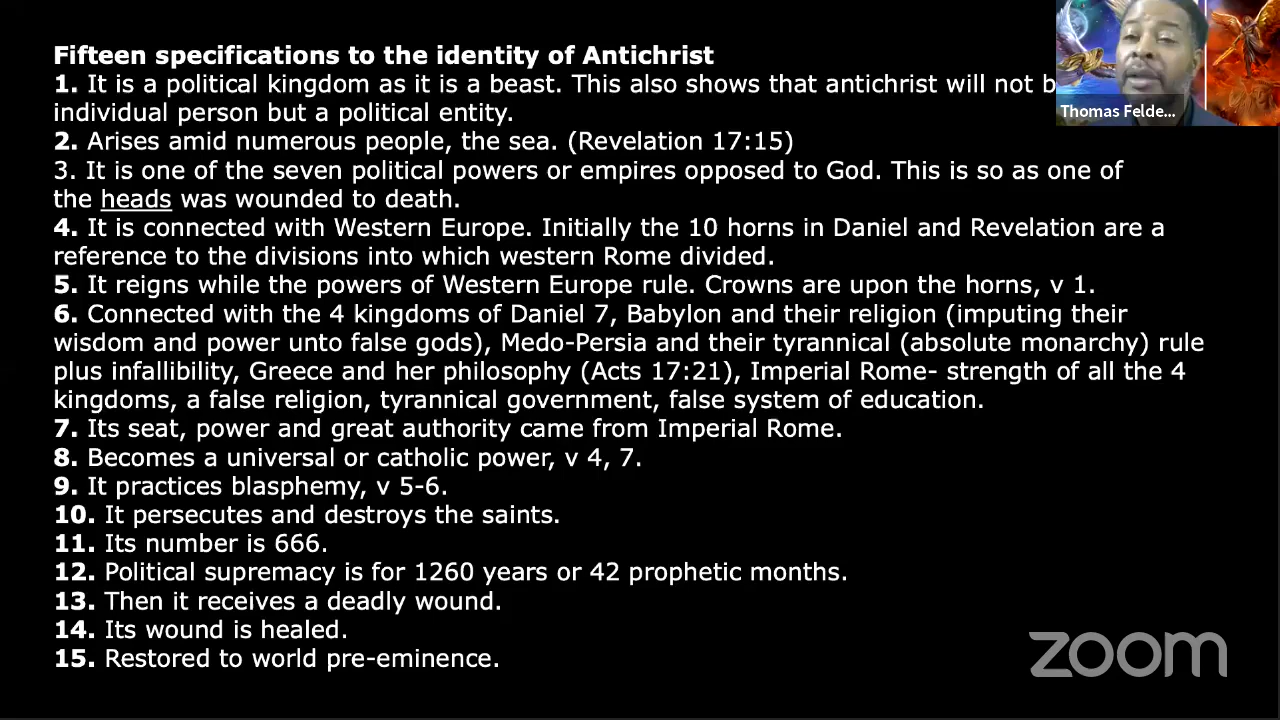 Fifteen specifications to the identity of Antichrist
1. It is a political kingdom as it is a beast. This also shows that antichrist will not
individual person but a political entity.
2. Arises amid numerous people, the sea. (Revelation 17:15)
3. It is one of the seven political powers or empires opposed to God. This is so as one of
the heads was wounded to death.
4. It is connected with Western Europe. Initially the 10 horns in Daniel and Revelation are a
reference to the divisions into which western Rome divided.
5. It reigns while the powers of Western Europe rule. Crowns are upon the horns, v 1.
6. Connected with the 4 kingdoms of Daniel 7, Babylon and their religion (imputing their
wisdom and power unto false gods), Medo-Persia and their tyrannical (absolute monarchy) rule
plus infallibility, Greece and her philosophy (Acts 17:21), Imperial Rome- strength of all the 4
kingdoms, a false religion, tyrannical government, false system of education.
7. Its seat, power and great authority came from Imperial Rome.
8. Becomes a universal or catholic power, v 4, 7.
9. It practices blasphemy, v 5-6.
10. It persecutes and destroys the saints.
11. Its number is 666.
12. Political supremacy is for 1260 years or 42 prophetic months.
13. Then it receives a deadly wound.
14. Its wound is healed.
15. Restored to world pre-eminence.
Thomas Felde...
zoom